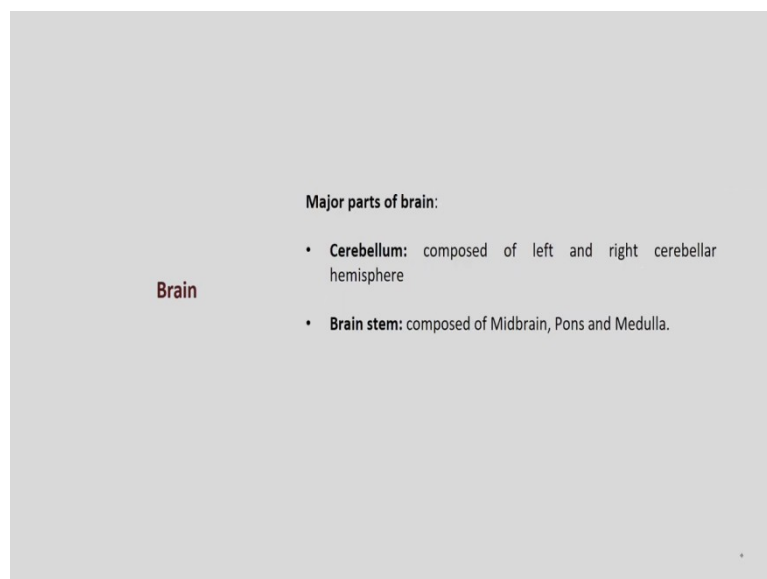 Major parts of brain:
• Cerebellum: composed of left and right cerebellar
hemisphere
Brain
• Brain stem: composed of Midbrain, Pons and Medulla.